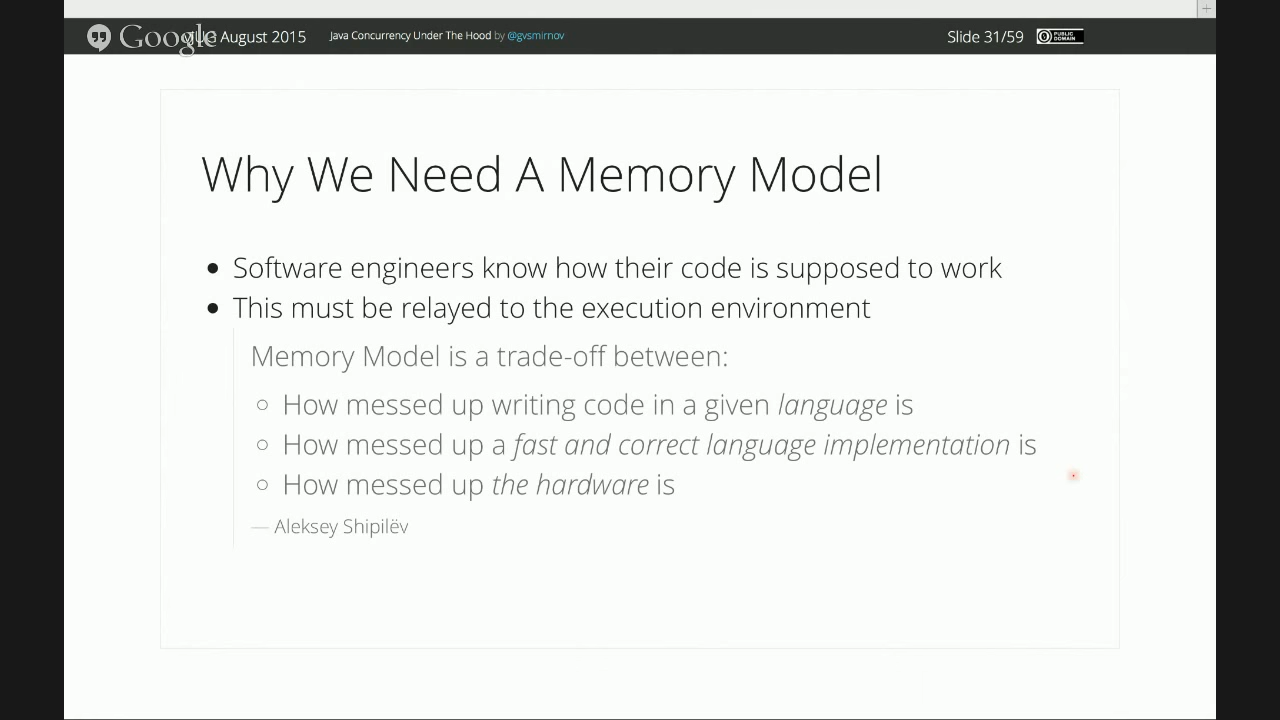 Google
August 2015
Java Concurrency Under The Hood by @gvsmirnov
Slide 31/59
PUBLIC DOMAIN
Why We Need A Memory Model
Software engineers know how their code is supposed to work
This must be relayed to the execution environment
Memory Model is a trade-off between:
How messed up writing code in a given language is
How messed up a fast and correct language implementation is
How messed up the hardware is
— Aleksey Shipilëv